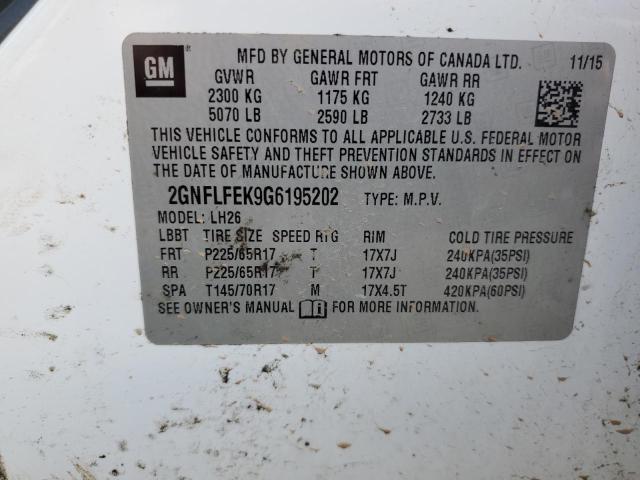 GM
MFD BY GENERAL MOTORS OF CANADA LTD. 11/15
GVWR GAWR FRT GAWR RR
2300 KG 1175 KG 1240 KG
5070 LB 2590 LB 2733 LB
THIS VEHICLE CONFORMS TO ALL APPLICABLE U.S. FEDERAL MOTOR
VEHICLE SAFETY AND THEFT PREVENTION STANDARDS IN EFFECT ON
THE DATE OF MANUFACTURE SHOWN ABOVE.
2GNFLFEK9G6195202 TYPE: M.P.V.
MODEL: LH26
LBBT TIRE SIZE SPEED RTG RIM COLD TIRE PRESSURE
FRT P225/65R17 T 17X7J 240KPA(35PSI)
RR P225/65R17 T 17X7J 240KPA(35PSI)
SPA T145/70R17 M 17X4.5T 420KPA(60PSI)
SEE OWNER'S MANUAL FOR MORE INFORMATION.